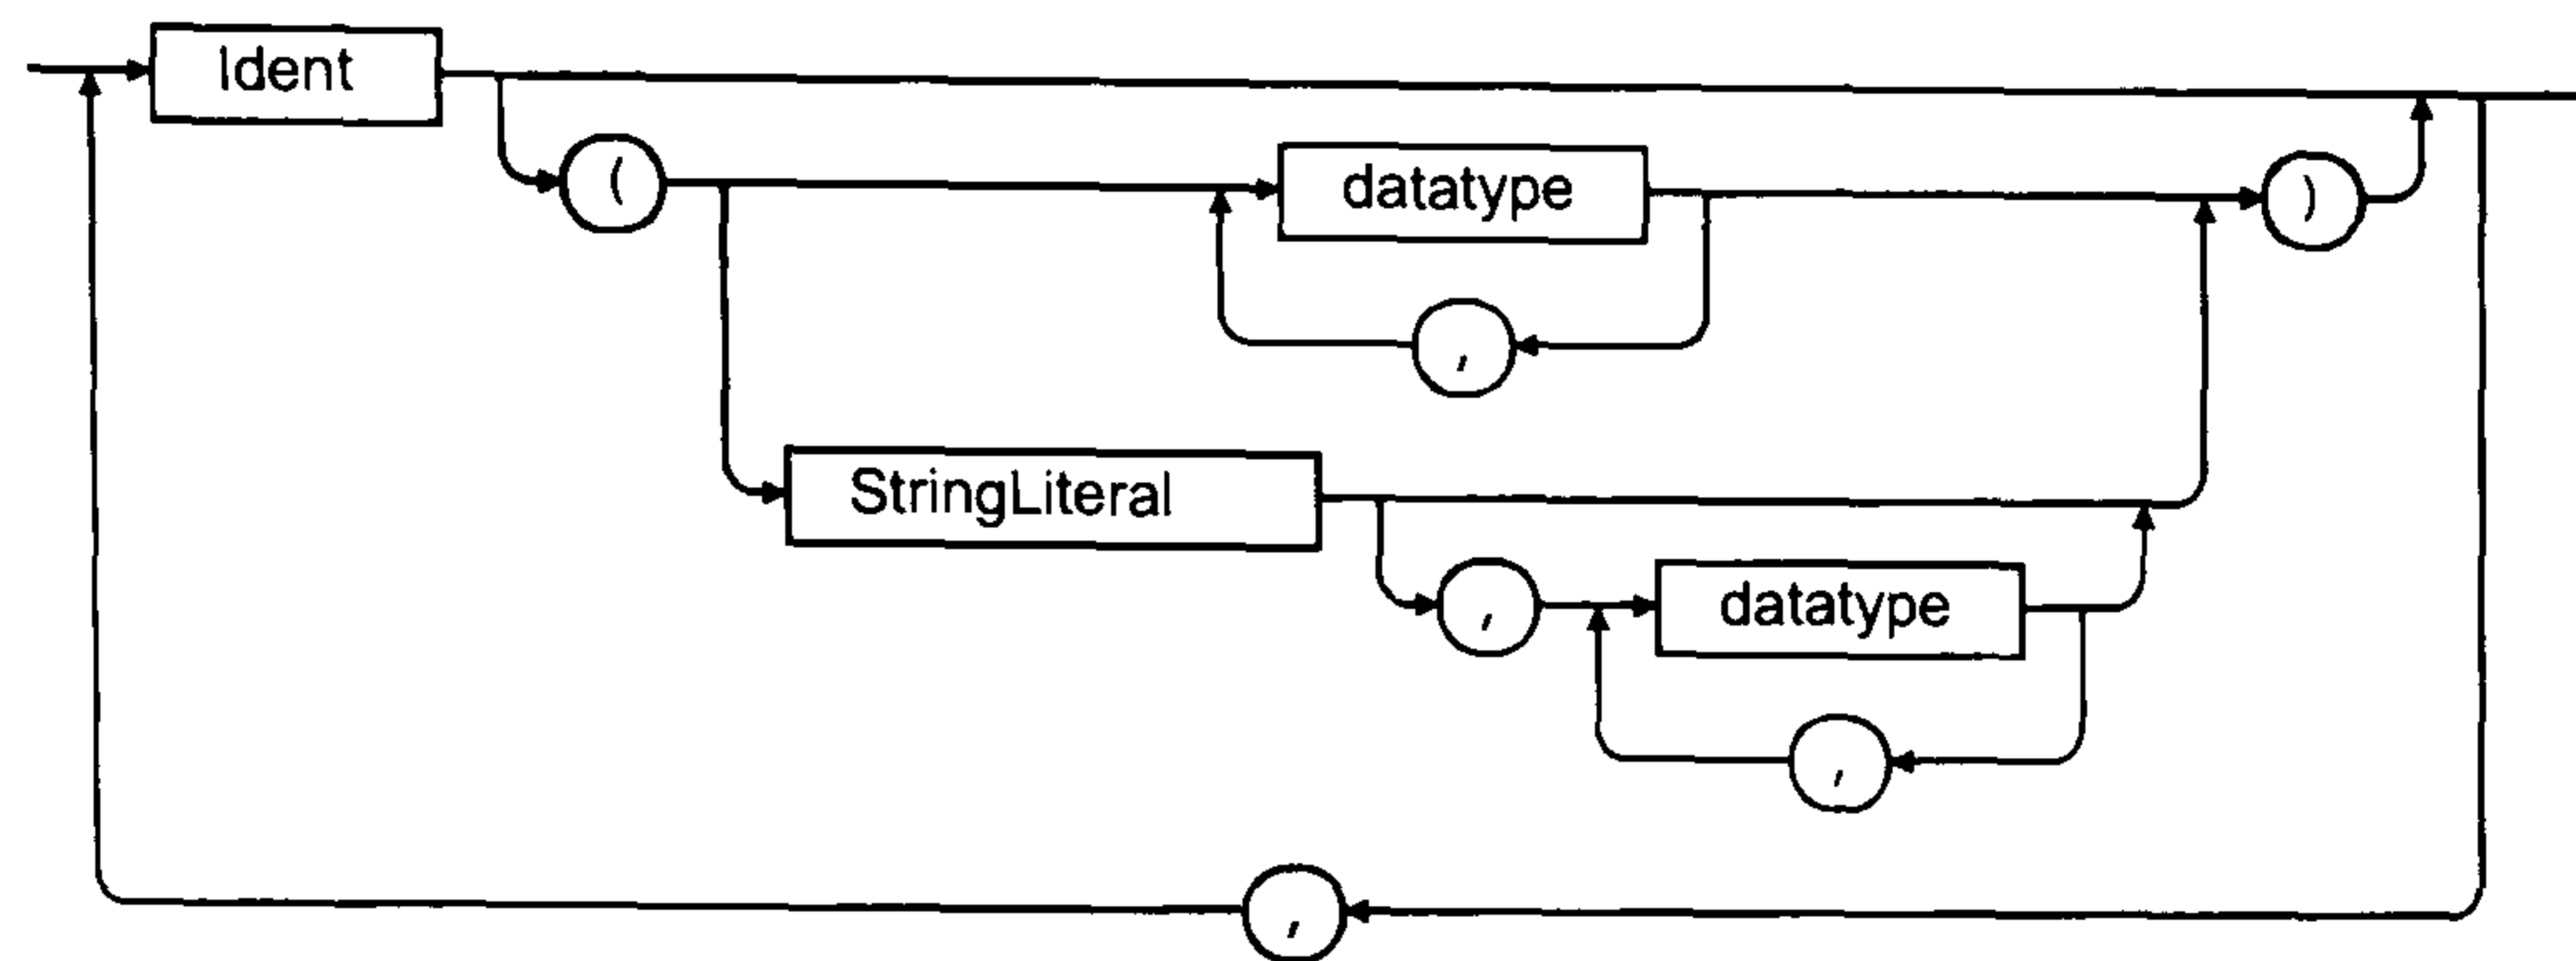 Ident
( datatype )
,
StringLiteral
, datatype
,
,